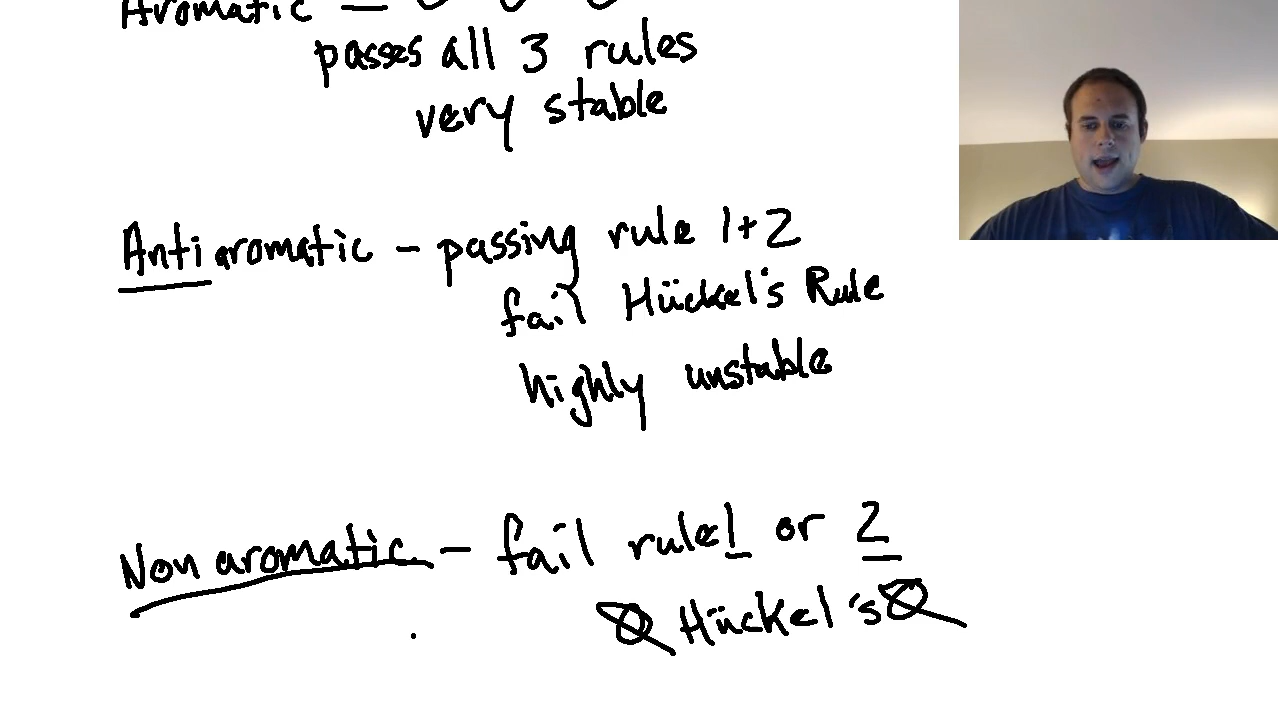 Aromatic –
passes all 3 rules
very stable
Antiaromatic – passing rule 1+2
fail Hückel's Rule
highly unstable
Nonaromatic – fail rule 1 or 2
Hückel's